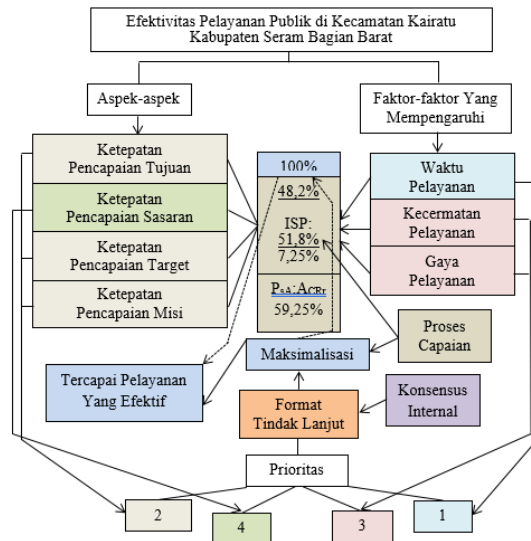 Efektivitas Pelayanan Publik di Kecamatan Kairatu
Kabupaten Seram Bagian Barat
Aspek-aspek
Faktor-faktor Yang
Mempengaruhi
Ketepatan
Pencapaian Tujuan
Ketepatan
Pencapaian Sasaran
Ketepatan
Pencapaian Target
Ketepatan
Pencapaian Misi
100%
48,2%
ISP:
51,8%
7,25%
PsA:ACRr
59,25%
Waktu
Pelayanan
Kecermatan
Pelayanan
Gaya
Pelayanan
Proses
Capaian
Maksimalisasi
Tercapai Pelayanan
Yang Efektif
Format
Tindak Lanjut
Konsensus
Internal
Prioritas
2
4
3
1